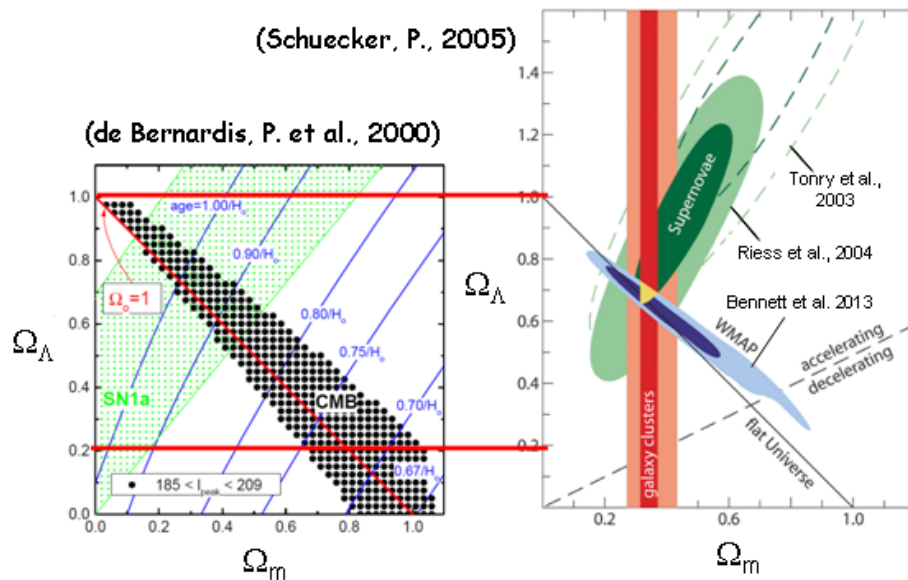 (Schuecker, P., 2005)
(de Bernardis, P. et al., 2000)
1.0
0.8
0.6
0.4
0.2
0.0
Ω_Λ
age=1.00/H₀
0.90/H₀
0.80/H₀
0.75/H₀
0.70/H₀
0.67/H₀
Ω₀=1
SN1a
CMB
185 < l_peak < 209
0.0 0.2 0.4 0.6 0.8 1.0
Ω_m
1.4
1.2
1.0
0.8
0.6
0.4
0.2
Ω_Λ
Supernovae
Tonry et al.,
2003
Riess et al., 2004
Bennett et al. 2013
WMAP
accelerating
decelerating
flat Universe
galaxy clusters
0.2 0.6 1.0
Ω_m